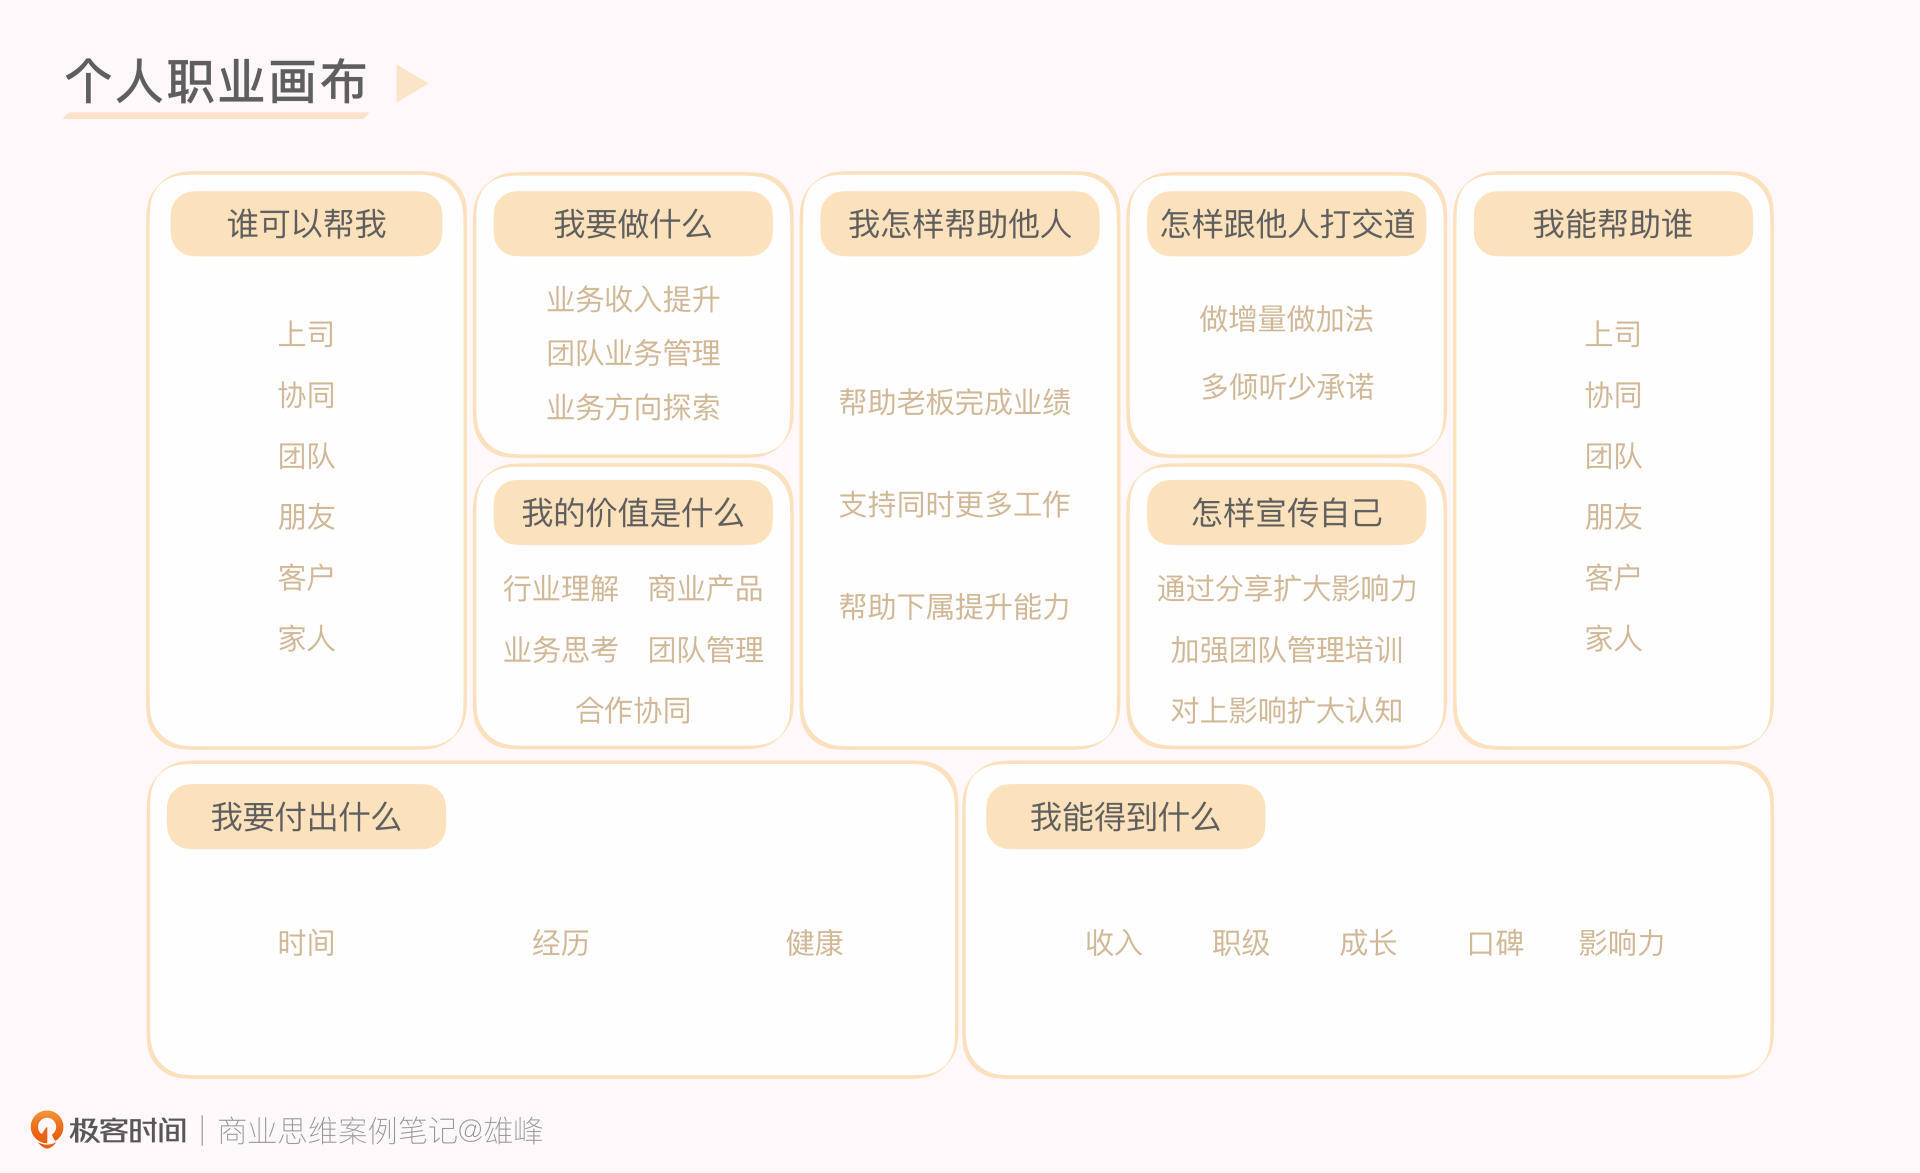 个人职业画布
谁可以帮我
上司
协同
团队
朋友
客户
家人
我要做什么
业务收入提升
团队业务管理
业务方向探索
我的价值是什么
行业理解 商业产品
业务思考 团队管理
合作协同
我怎样帮助他人
帮助老板完成业绩
支持同时更多工作
帮助下属提升能力
怎样跟他人打交道
做增量做加法
多倾听少承诺
怎样宣传自己
通过分享扩大影响力
加强团队管理培训
对上影响扩大认知
我能帮助谁
上司
协同
团队
朋友
客户
家人
我要付出什么
时间 经历 健康
我能得到什么
收入 职级 成长 口碑 影响力
极客时间 | 商业思维案例笔记@雄峰